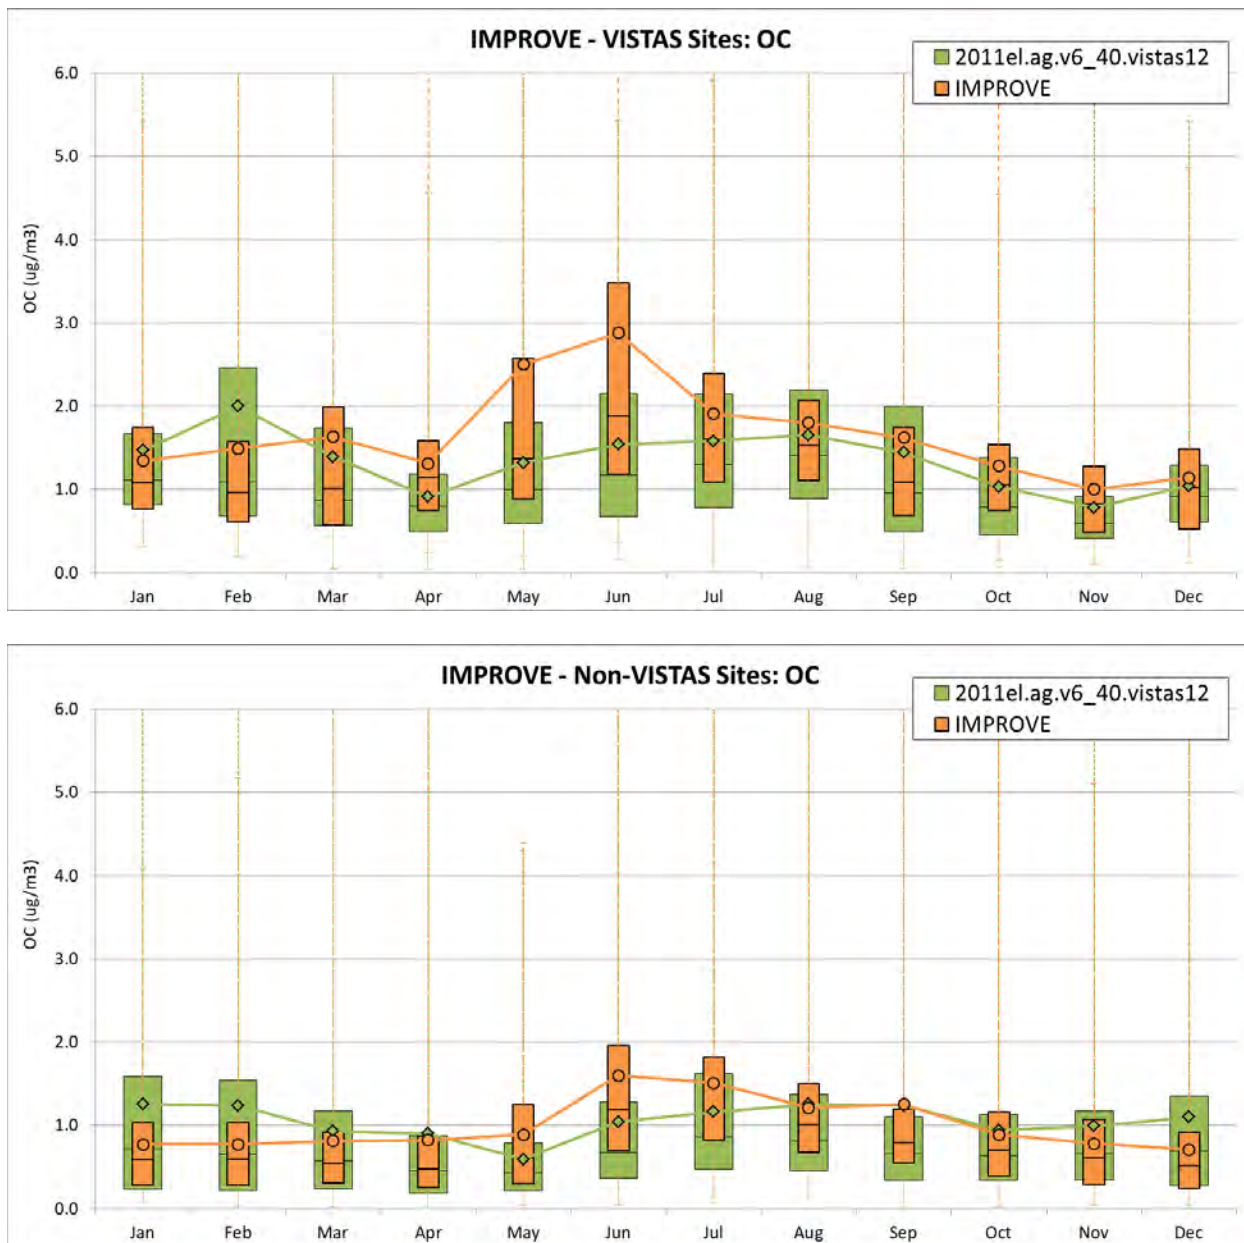 IMPROVE - VISTAS Sites: OC
2011el.ag.v6_40.vistas12
IMPROVE
6.0
5.0
4.0
3.0
2.0
1.0
0.0
OC (ug/m3)
Jan Feb Mar Apr May Jun Jul Aug Sep Oct Nov Dec
IMPROVE - Non-VISTAS Sites: OC
2011el.ag.v6_40.vistas12
IMPROVE
6.0
5.0
4.0
3.0
2.0
1.0
0.0
OC (ug/m3)
Jan Feb Mar Apr May Jun Jul Aug Sep Oct Nov Dec